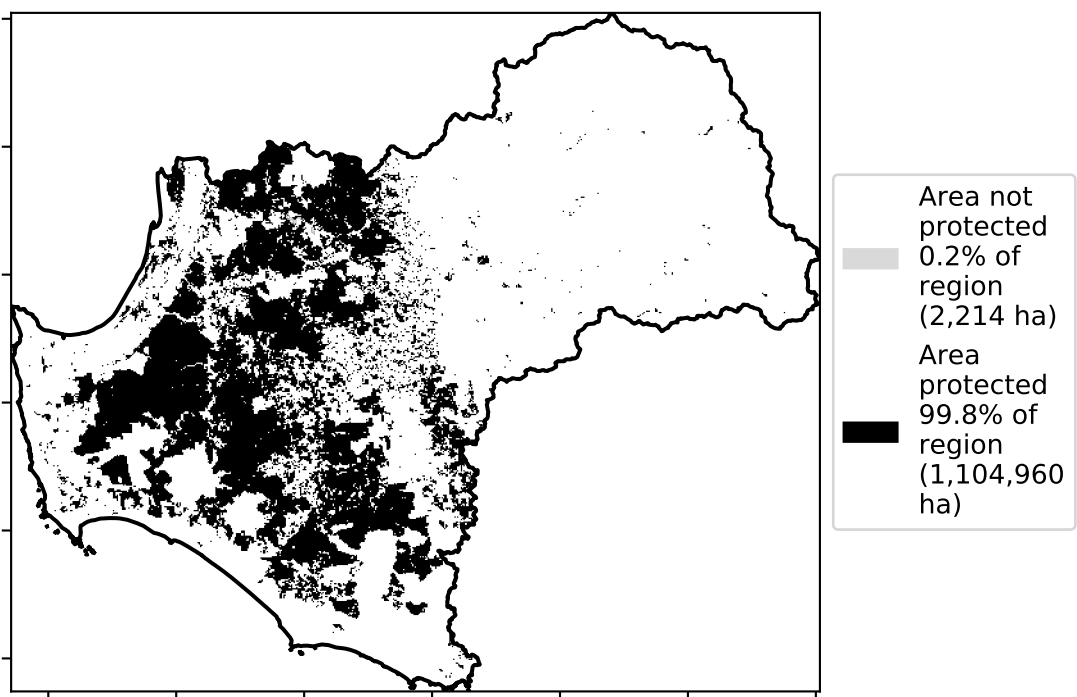 Area not
protected
0.2% of
region
(2,214 ha)
Area
protected
99.8% of
region
(1,104,960
ha)